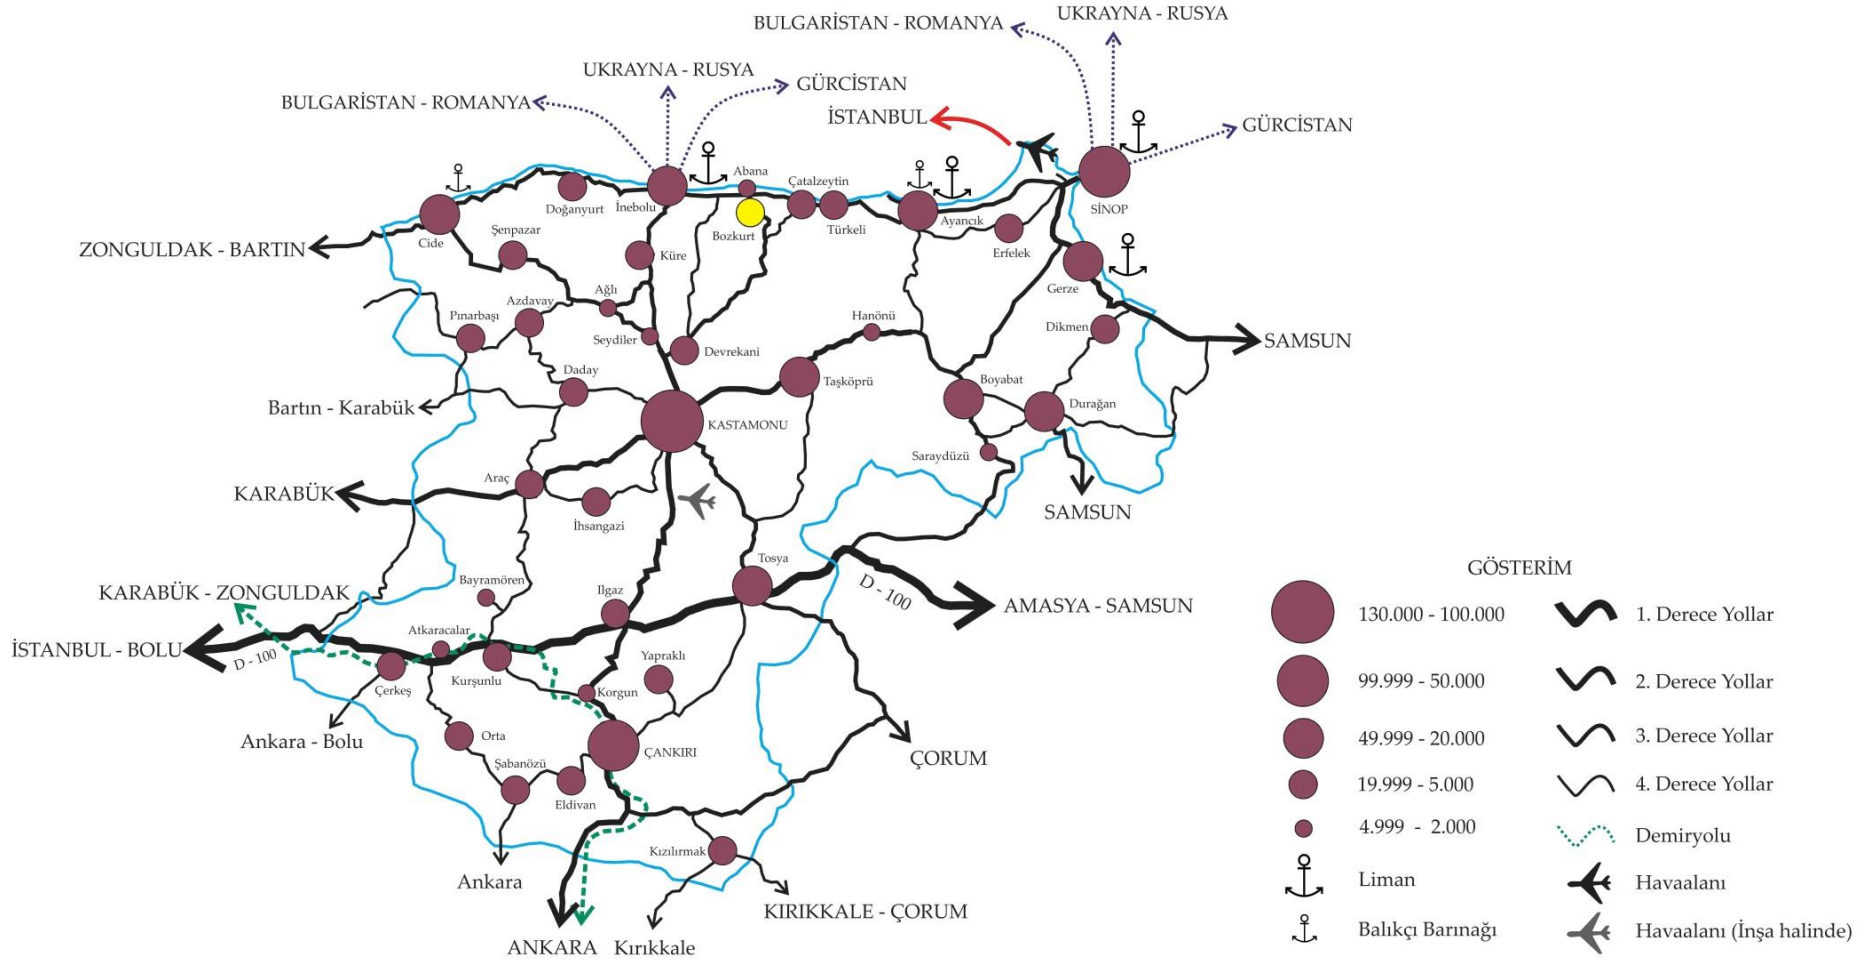 BULGARİSTAN - ROMANYA
UKRAYNA - RUSYA
GÜRCİSTAN
BULGARİSTAN - ROMANYA
UKRAYNA - RUSYA
GÜRCİSTAN
İSTANBUL
Abana
Çatalzeytin
Doğanyurt
İnebolu
Bozkurt
Türkeli
Ayancık
SİNOP
Cide
Şenpazar
Küre
Erfelek
ZONGULDAK - BARTIN
Gerze
Ağlı
Azdavay
Pınarbaşı
Seydiler
Devrekani
Hanönü
Dikmen
SAMSUN
Daday
Taşköprü
Boyabat
Bartın - Karabük
KASTAMONU
Durağan
Saraydüzü
Araç
KARABÜK
İhsangazi
SAMSUN
Tosya
Bayramören
Ilgaz
KARABÜK - ZONGULDAK
D - 100
AMASYA - SAMSUN
Atkaracalar
İSTANBUL - BOLU
D - 100
Yapraklı
Çerkeş
Kurşunlu
Korgun
Ankara - Bolu
Orta
ÇANKIRI
ÇORUM
Şabanözü
Eldivan
Kızılırmak
Ankara
KIRIKKALE - ÇORUM
ANKARA
Kırıkkale
GÖSTERİM
130.000 - 100.000
1. Derece Yollar
99.999 - 50.000
2. Derece Yollar
49.999 - 20.000
3. Derece Yollar
19.999 - 5.000
4. Derece Yollar
4.999 - 2.000
Demiryolu
Liman
Havaalanı
Balıkçı Barınağı
Havaalanı (İnşa halinde)